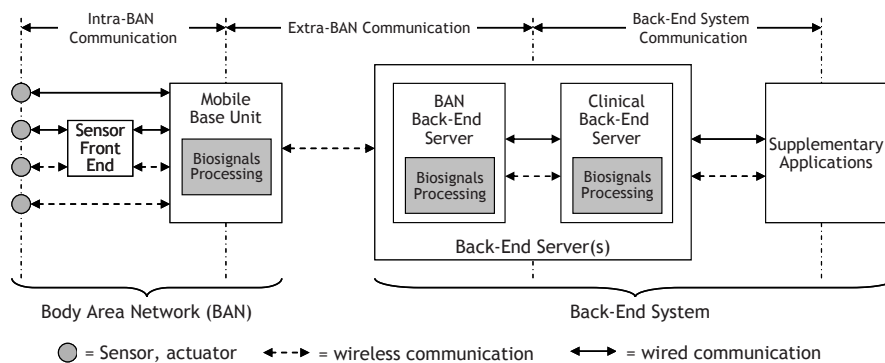 Intra-BAN
Communication
Extra-BAN Communication
Back-End System
Communication
Mobile
Base Unit
Biosignals
Processing
Sensor
Front
End
BAN
Back-End
Server
Biosignals
Processing
Clinical
Back-End
Server
Biosignals
Processing
Supplementary
Applications
Back-End Server(s)
Body Area Network (BAN)
Back-End System
= Sensor, actuator
= wireless communication
= wired communication